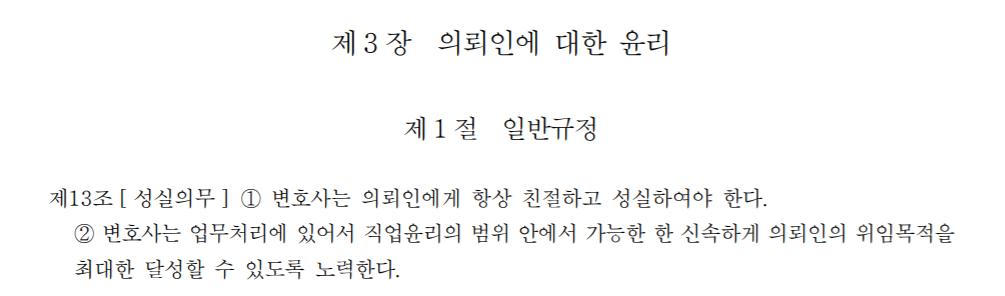 제 3 장 의뢰인에 대한 윤리
제 1 절 일반규정
제13조 [ 성실의무 ] ① 변호사는 의뢰인에게 항상 친절하고 성실하여야 한다.
② 변호사는 업무처리에 있어서 직업윤리의 범위 안에서 가능한 한 신속하게 의뢰인의 위임목적을
최대한 달성할 수 있도록 노력한다.